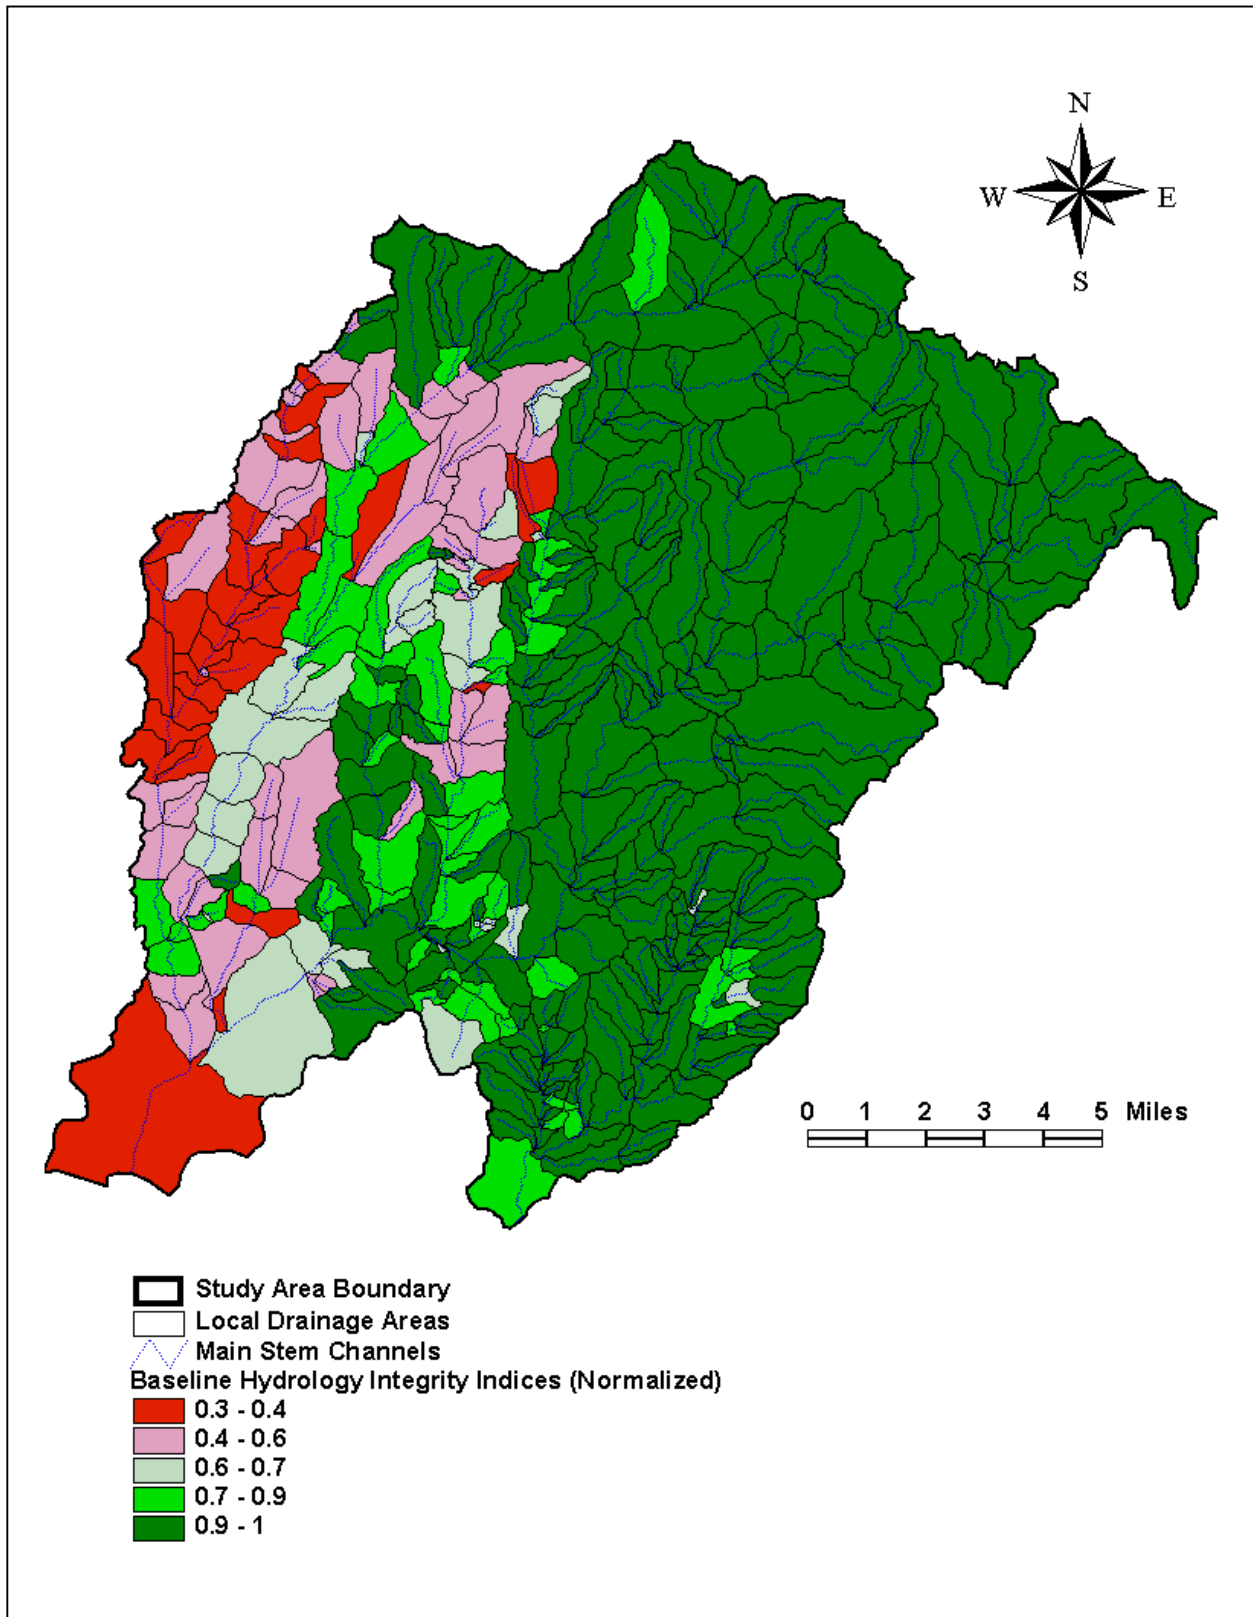 N
W E
S
0 1 2 3 4 5 Miles
Study Area Boundary
Local Drainage Areas
Main Stem Channels
Baseline Hydrology Integrity Indices (Normalized)
0.3 - 0.4
0.4 - 0.6
0.6 - 0.7
0.7 - 0.9
0.9 - 1